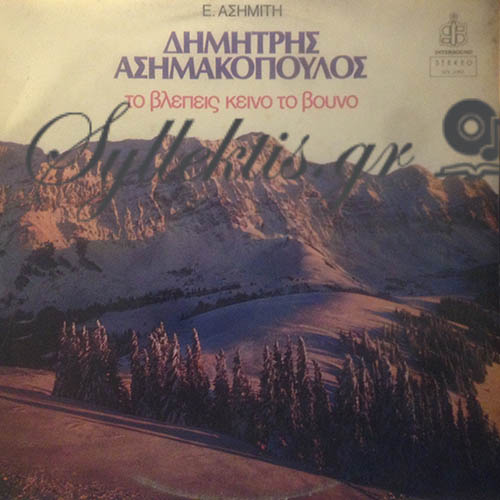 Ε. ΑΣΗΜΙΤΗ
ΔΗΜΗΤΡΗΣ
ΑΣΗΜΑΚΟΠΟΥΛΟΣ
το βλεπεις κεινο το βουνο
INTERSOUND
STEREO
Syllektis.gr